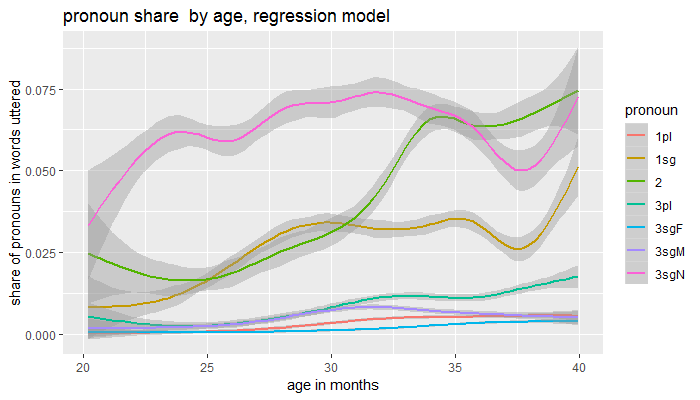 pronoun share  by age, regression model
share of pronouns in words uttered
0.075
0.050
0.025
0.000
20
25
30
35
40
age in months
pronoun
1pl
1sg
2
3pl
3sgF
3sgM
3sgN